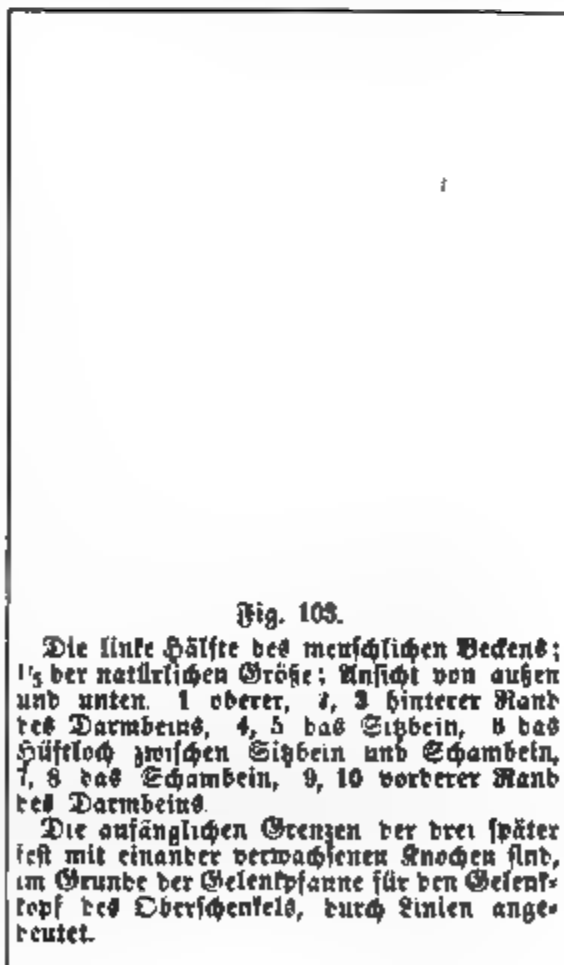 Fig. 103.
Die linke Hälfte des menschlichen Beckens;
1/5 der natürlichen Größe; Ansicht von außen
und unten. 1 oberer, 2, 3 hinterer Rand
des Darmbeins, 4, 5 das Sitzbein, 6 das
Hüftloch zwischen Sitzbein und Schambein,
7, 8 das Schambein, 9, 10 vorderer Rand
des Darmbeins.
Die anfänglichen Grenzen der drei später
fest mit einander verwachsenen Knochen sind,
im Grunde der Gelenkpfanne für den Gelenk-
kopf des Oberschenkels, durch Linien ange-
deutet.